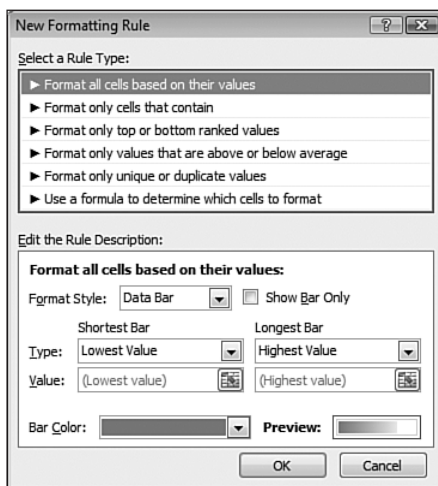 New Formatting Rule
Select a Rule Type:
► Format all cells based on their values
► Format only cells that contain
► Format only top or bottom ranked values
► Format only values that are above or below average
► Format only unique or duplicate values
► Use a formula to determine which cells to format
Edit the Rule Description:
Format all cells based on their values:
Format Style: Data Bar Show Bar Only
Shortest Bar Longest Bar
Type: Lowest Value Highest Value
Value: (Lowest value) (Highest value)
Bar Color: Preview:
OK Cancel